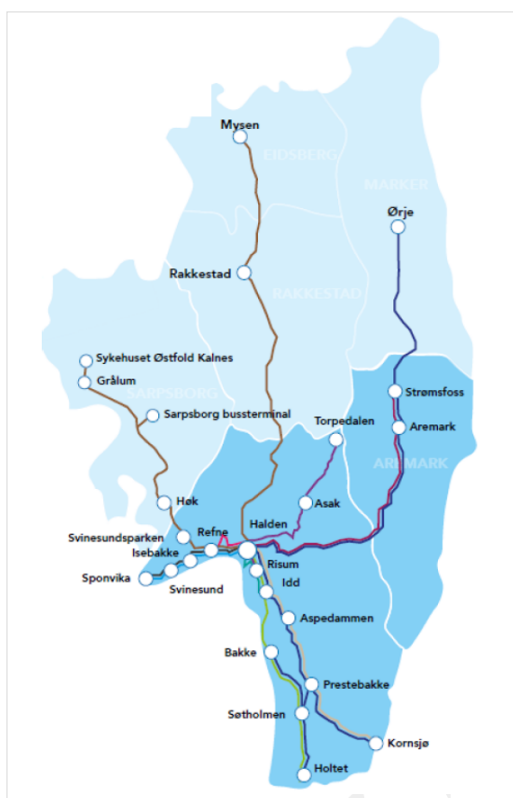 Mysen
EIDSBERG
MARKER
Ørje
Rakkestad
RAKKESTAD
Sykehuset Østfold Kalnes
Grålum
SARPSBORG
Strømsfoss
Sarpsborg bussterminal
Torpedalen
Aremark
AREMARK
Høk
Asak
Svinesundsparken
Refne
Halden
Isebakke
Sponvika
Risum
Svinesund
Idd
Aspedammen
Bakke
Prestebakke
Søtholmen
Kornsjø
Holtet